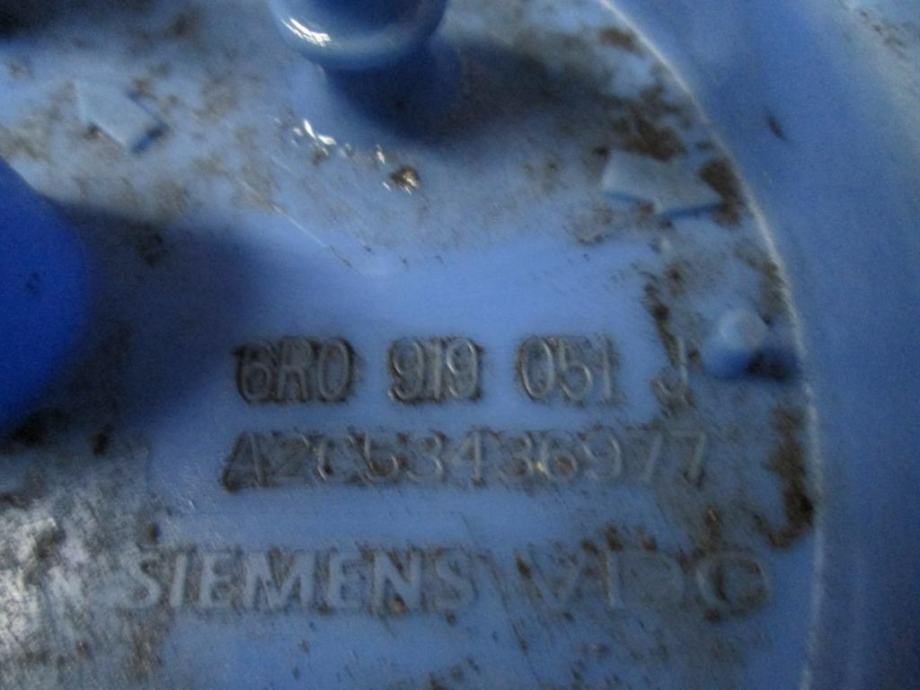 6R0 919 051 J
A2C53436977
SIEMENS VDO